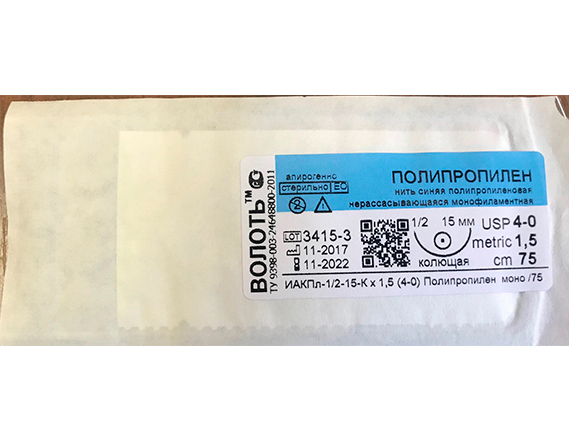 ВОЛОТЬ™
ТУ 9398-003-24648800-2011
апирогенно
стерильно EO
ПОЛИПРОПИЛЕН
нить синяя полипропиленовая
нерассасывающаяся монофиламентная
LOT 3415-3
11-2017
11-2022
1/2 15 мм
колющая
USP 4-0
metric 1,5
cm 75
ИАКПл-1/2-15-К х 1,5 (4-0) Полипропилен моно /75